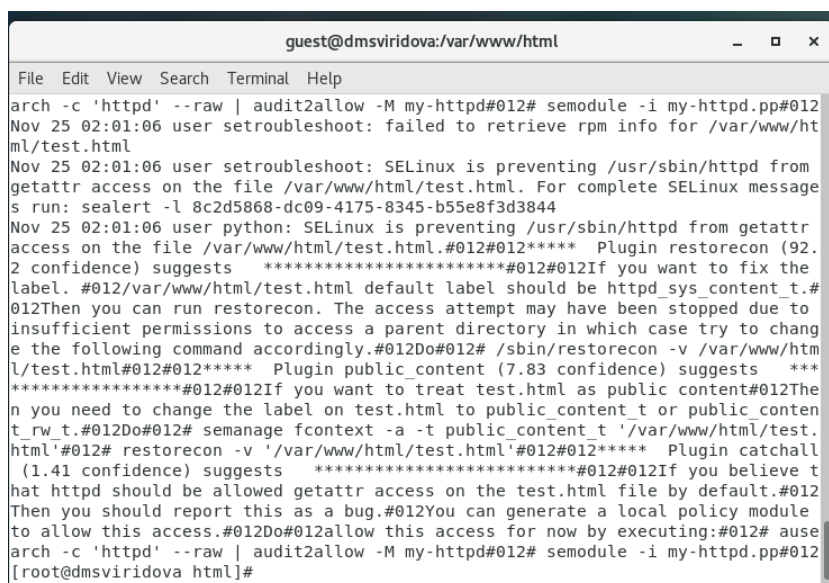 guest@dmsviridova:/var/www/html
File Edit View Search Terminal Help
arch -c 'httpd' --raw | audit2allow -M my-httpd#012# semodule -i my-httpd.pp#012
Nov 25 02:01:06 user setroubleshoot: failed to retrieve rpm info for /var/www/ht
ml/test.html
Nov 25 02:01:06 user setroubleshoot: SELinux is preventing /usr/sbin/httpd from
getattr access on the file /var/www/html/test.html. For complete SELinux message
s run: sealert -l 8c2d5868-dc09-4175-8345-b55e8f3d3844
Nov 25 02:01:06 user python: SELinux is preventing /usr/sbin/httpd from getattr
access on the file /var/www/html/test.html.#012#012*****  Plugin restorecon (92.
2 confidence) suggests   ************************#012#012If you want to fix the
label. #012/var/www/html/test.html default label should be httpd_sys_content_t.#
012Then you can run restorecon. The access attempt may have been stopped due to
insufficient permissions to access a parent directory in which case try to chang
e the following command accordingly.#012Do#012# /sbin/restorecon -v /var/www/htm
l/test.html#012#012*****  Plugin public_content (7.83 confidence) suggests   ***
*****************#012#012If you want to treat test.html as public content#012The
n you need to change the label on test.html to public_content_t or public_conten
t_rw_t.#012Do#012# semanage fcontext -a -t public_content_t '/var/www/html/test.
html'#012# restorecon -v '/var/www/html/test.html'#012#012*****  Plugin catchall
 (1.41 confidence) suggests   **************************#012#012If you believe t
hat httpd should be allowed getattr access on the test.html file by default.#012
Then you should report this as a bug.#012You can generate a local policy module
to allow this access.#012Do#012allow this access for now by executing:#012# ause
arch -c 'httpd' --raw | audit2allow -M my-httpd#012# semodule -i my-httpd.pp#012
[root@dmsviridova html]#